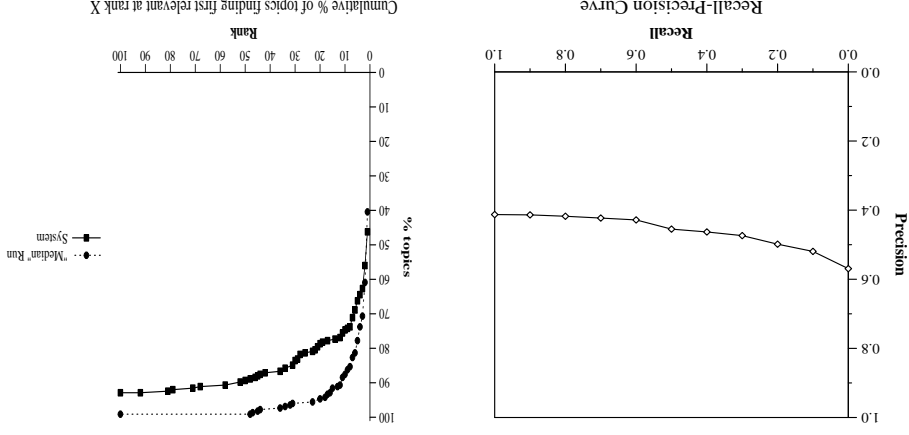 1.0
0.8
0.6
0.4
0.2
0.0
Precision
0.0 0.2 0.4 0.6 0.8 1.0
Recall
Recall-Precision Curve
100
90
80
70
60
50
40
30
20
10
0
% topics
"Median" Run
System
0 10 20 30 40 50 60 70 80 90 100
Rank
Cumulative % of topics finding first relevant at rank X